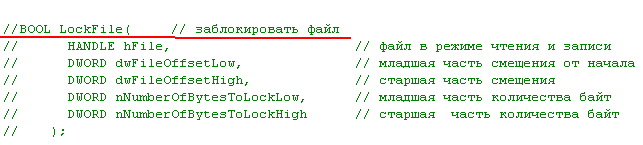 //BOOL LockFile(     // заблокировать файл
//      HANDLE hFile,                       // файл в режиме чтения и записи
//      DWORD dwFileOffsetLow,              // младшая часть смещения от начала
//      DWORD dwFileOffsetHigh,             // старшая часть смещения
//      DWORD nNumberOfBytesToLockLow,      // младшая часть количества байт
//      DWORD nNumberOfBytesToLockHigh      // старшая  часть количества байт
//    );